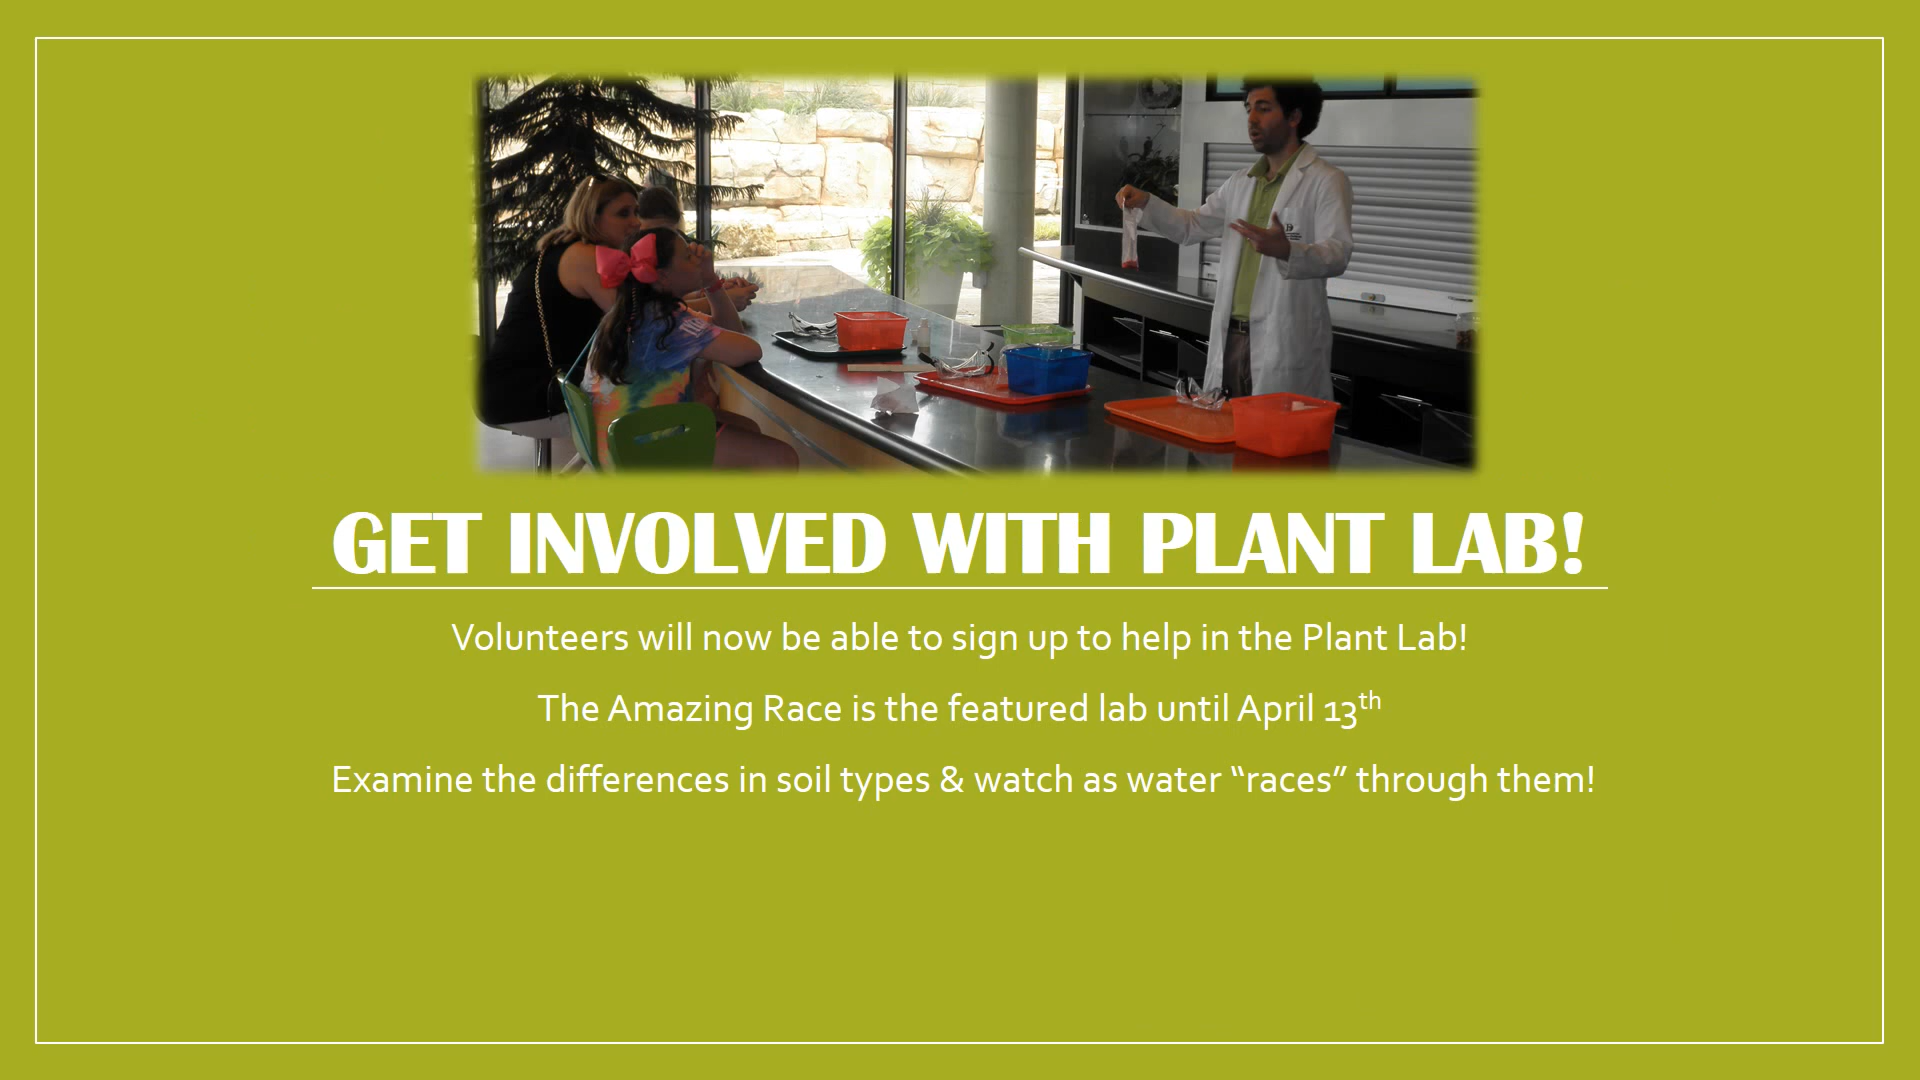 GET INVOLVED WITH PLANT LAB!
Volunteers will now be able to sign up to help in the Plant Lab!
The Amazing Race is the featured lab until April 13th
Examine the differences in soil types & watch as water “races” through them!